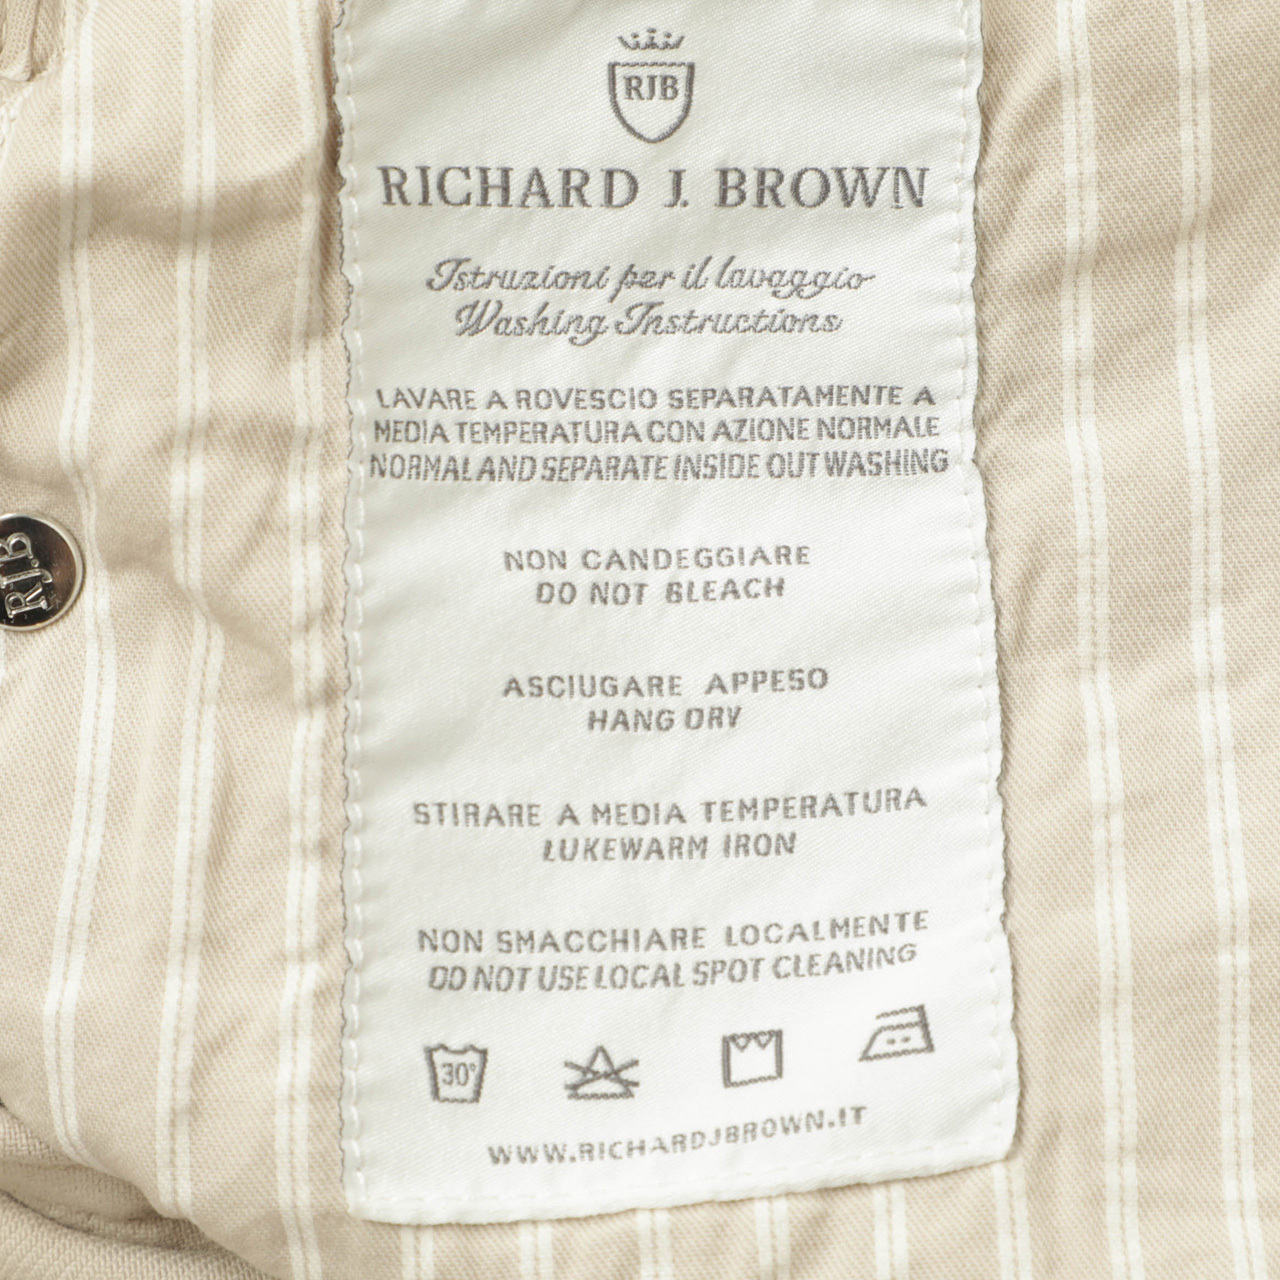 RJB
RICHARD J. BROWN
Istruzioni per il lavaggio
Washing Instructions
LAVARE A ROVESCIO SEPARATAMENTE A
MEDIA TEMPERATURA CON AZIONE NORMALE
NORMAL AND SEPARATE INSIDE OUT WASHING
NON CANDEGGIARE
DO NOT BLEACH
ASCIUGARE APPESO
HANG DRY
STIRARE A MEDIA TEMPERATURA
LUKEWARM IRON
NON SMACCHIARE LOCALMENTE
DO NOT USE LOCAL SPOT CLEANING
30°
WWW.RICHARDJBROWN.IT
RJ.B